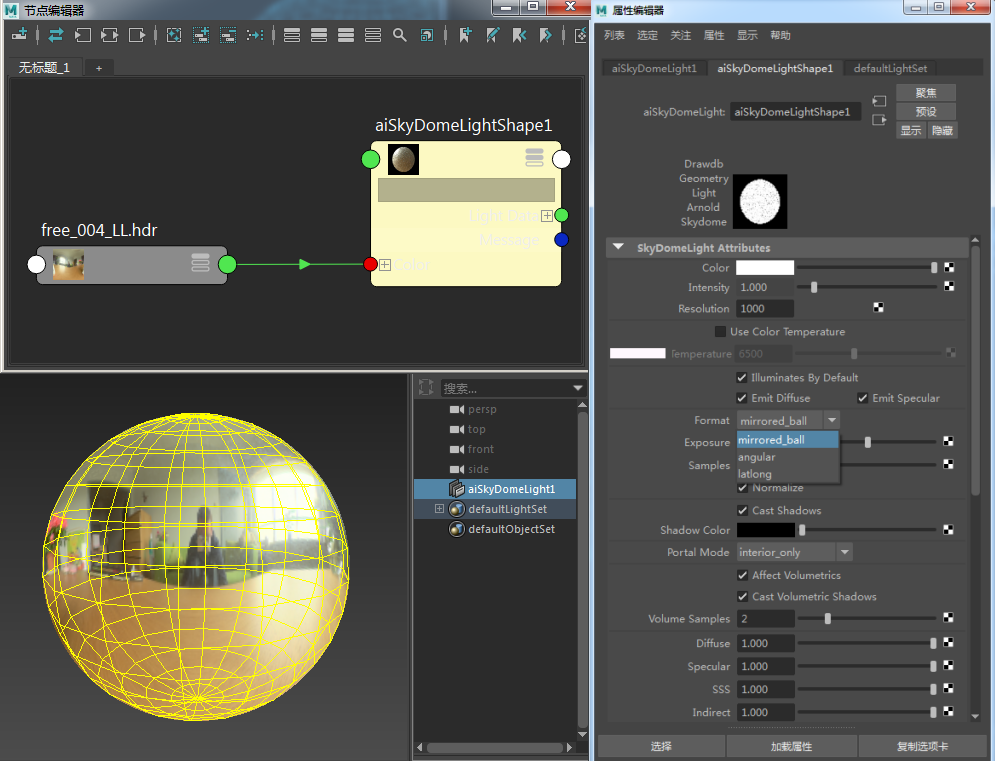 节点编辑器
无标题_1
+
aiSkyDomeLightShape1
Light Data
Message
Color
free_004_LL.hdr
搜索...
persp
top
front
side
aiSkyDomeLight1
defaultLightSet
defaultObjectSet
属性编辑器
列表 选定 关注 属性 显示 帮助
aiSkyDomeLight1 aiSkyDomeLightShape1 defaultLightSet
aiSkyDomeLight: aiSkyDomeLightShape1
聚焦
预设
显示 隐藏
Drawdb
Geometry
Light
Arnold
Skydome
SkyDomeLight Attributes
Color
Intensity 1.000
Resolution 1000
Use Color Temperature
Temperature 6500
Illuminates By Default
Emit Diffuse Emit Specular
Format mirrored_ball
mirrored_ball
Exposure
angular
Samples
latlong
Normalize
Cast Shadows
Shadow Color
Portal Mode interior_only
Affect Volumetrics
Cast Volumetric Shadows
Volume Samples 2
Diffuse 1.000
Specular 1.000
SSS 1.000
Indirect 1.000
选择 加载属性 复制选项卡